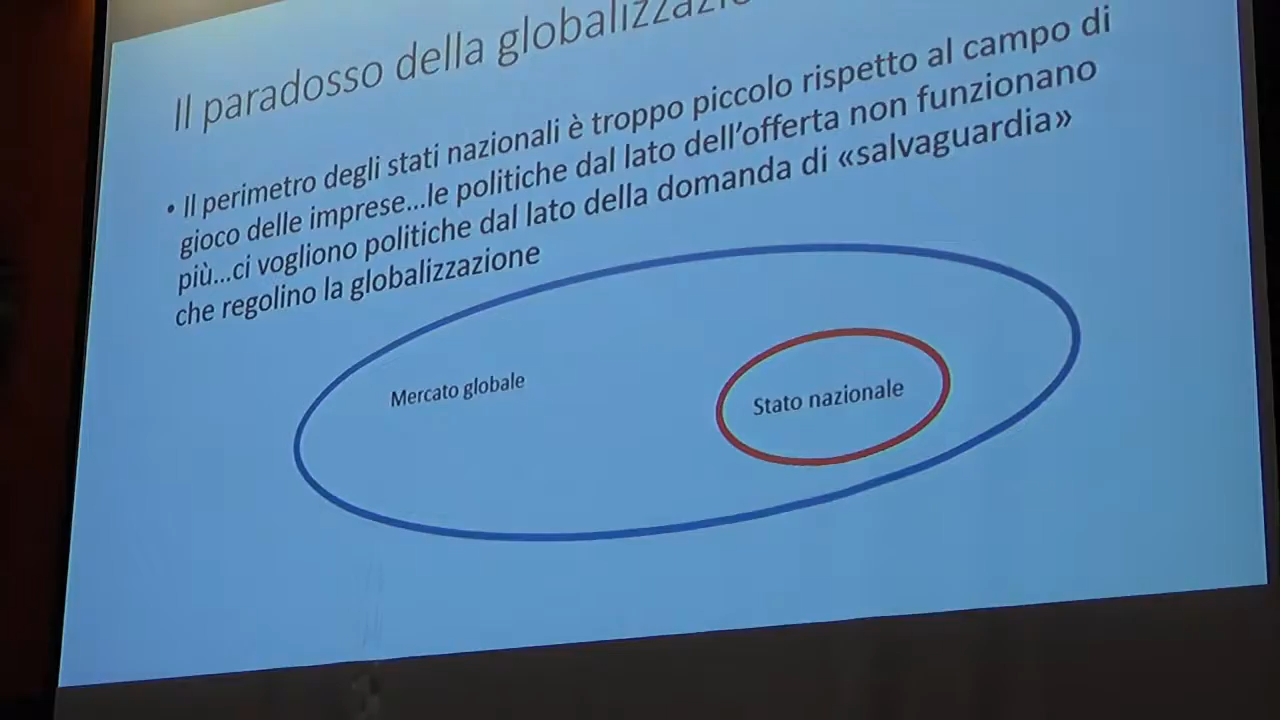 Il paradosso della
• Il perimetro degli stati nazionali è troppo piccolo rispetto al campo di
gioco delle imprese...le politiche dal lato dell'offerta non funzionano
più...ci vogliono politiche dal lato della domanda di «salvaguardia»
che regolino la globalizzazione
Mercato globale
Stato nazionale